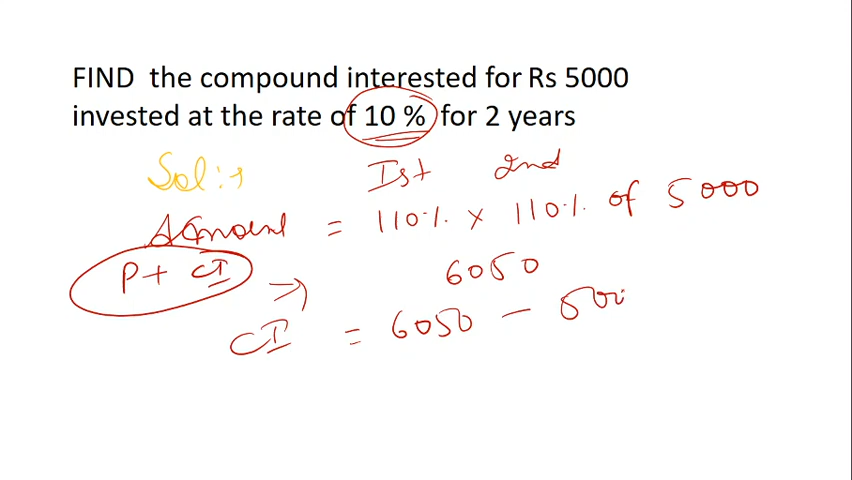 FIND the compound interested for Rs 5000
invested at the rate of 10 % for 2 years
Sol:-
Ist 2nd
Amount = 110% × 110% of 5000
P+ CI
6050
CI = 6050 - 500